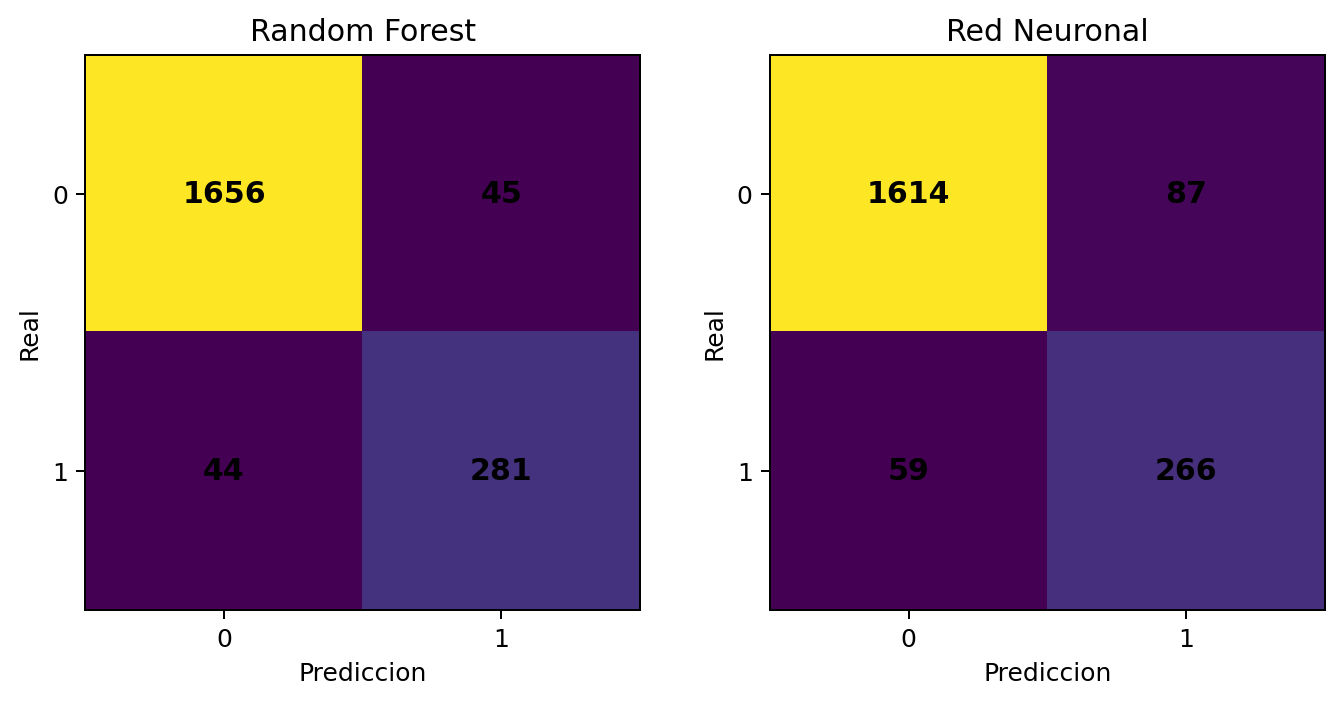 Random Forest
0
1656
45
Real
1
44
281
0
1
Prediccion
Red Neuronal
0
1614
87
Real
1
59
266
0
1
Prediccion